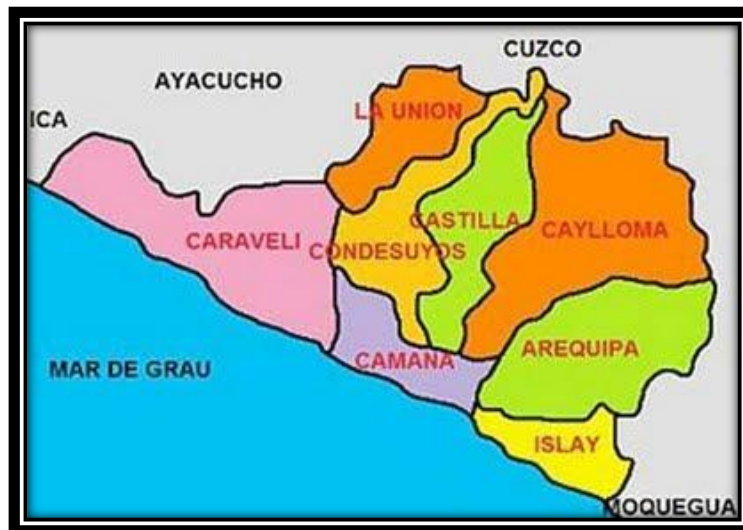 CUZCO
AYACUCHO
LA UNION
ICA
CASTILLA
CAYLLOMA
CARAVELI
CONDESUYOS
AREQUIPA
CAMANA
MAR DE GRAU
ISLAY
MOQUEGUA